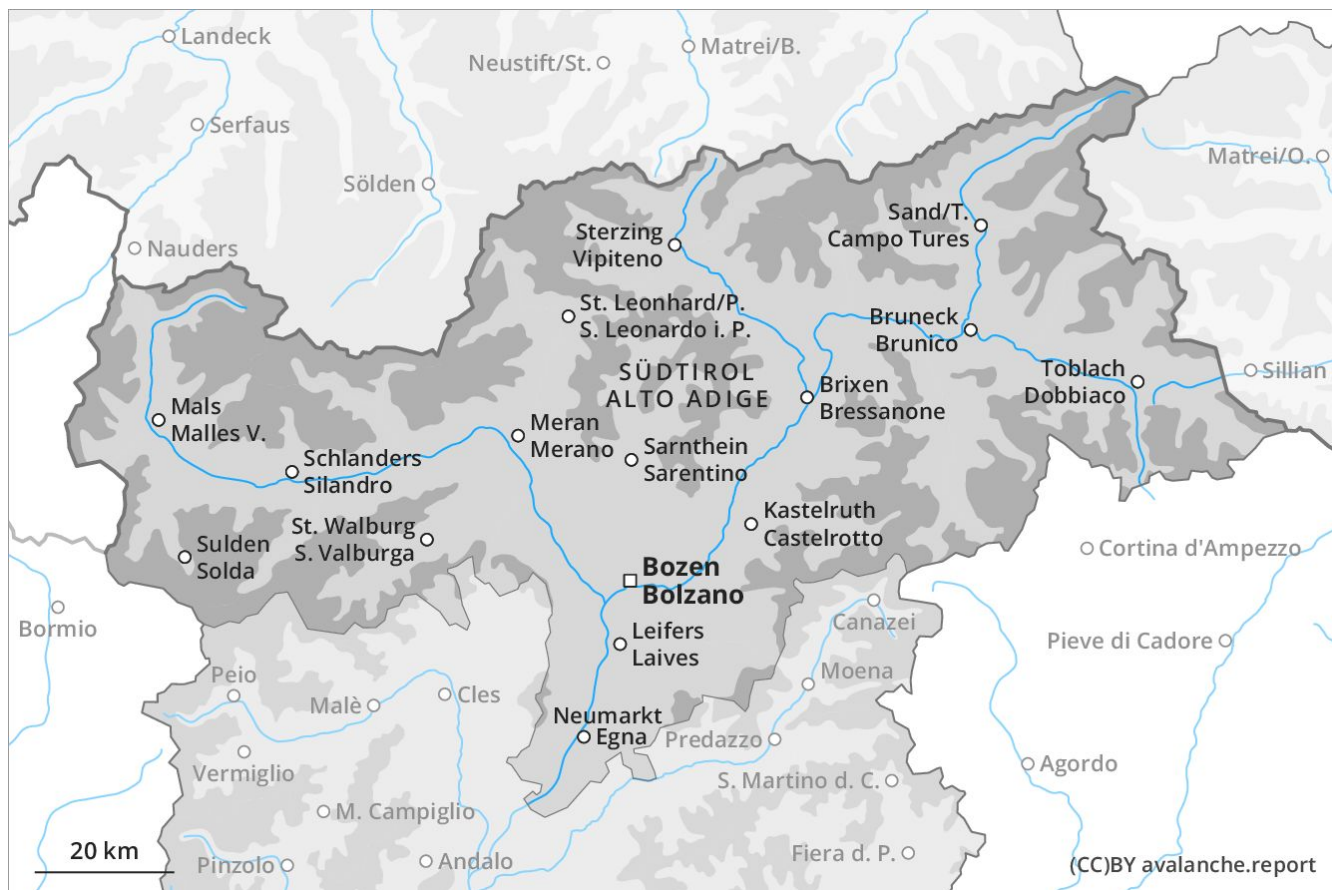 Landeck
Neustift/St.
Matrei/B.
Serfaus
Matrei/O.
Sölden
Nauders
Sterzing
Vipiteno
Sand/T.
Campo Tures
St. Leonhard/P.
S. Leonardo i. P.
Bruneck
Brunico
SÜDTIROL
ALTO ADIGE
Toblach
Dobbiaco
Sillian
Brixen
Bressanone
Mals
Malles V.
Meran
Merano
Schlanders
Silandro
Sarnthein
Sarentino
St. Walburg
S. Valburga
Kastelruth
Castelrotto
Sulden
Solda
Cortina d'Ampezzo
Bozen
Bolzano
Bormio
Canazei
Leifers
Laives
Pieve di Cadore
Peio
Malè
Cles
Moena
Neumarkt
Egna
Predazzo
Vermiglio
S. Martino d. C.
Agordo
M. Campiglio
20 km
Pinzolo
Andalo
Fiera d. P.
(CC)BY avalanche.report